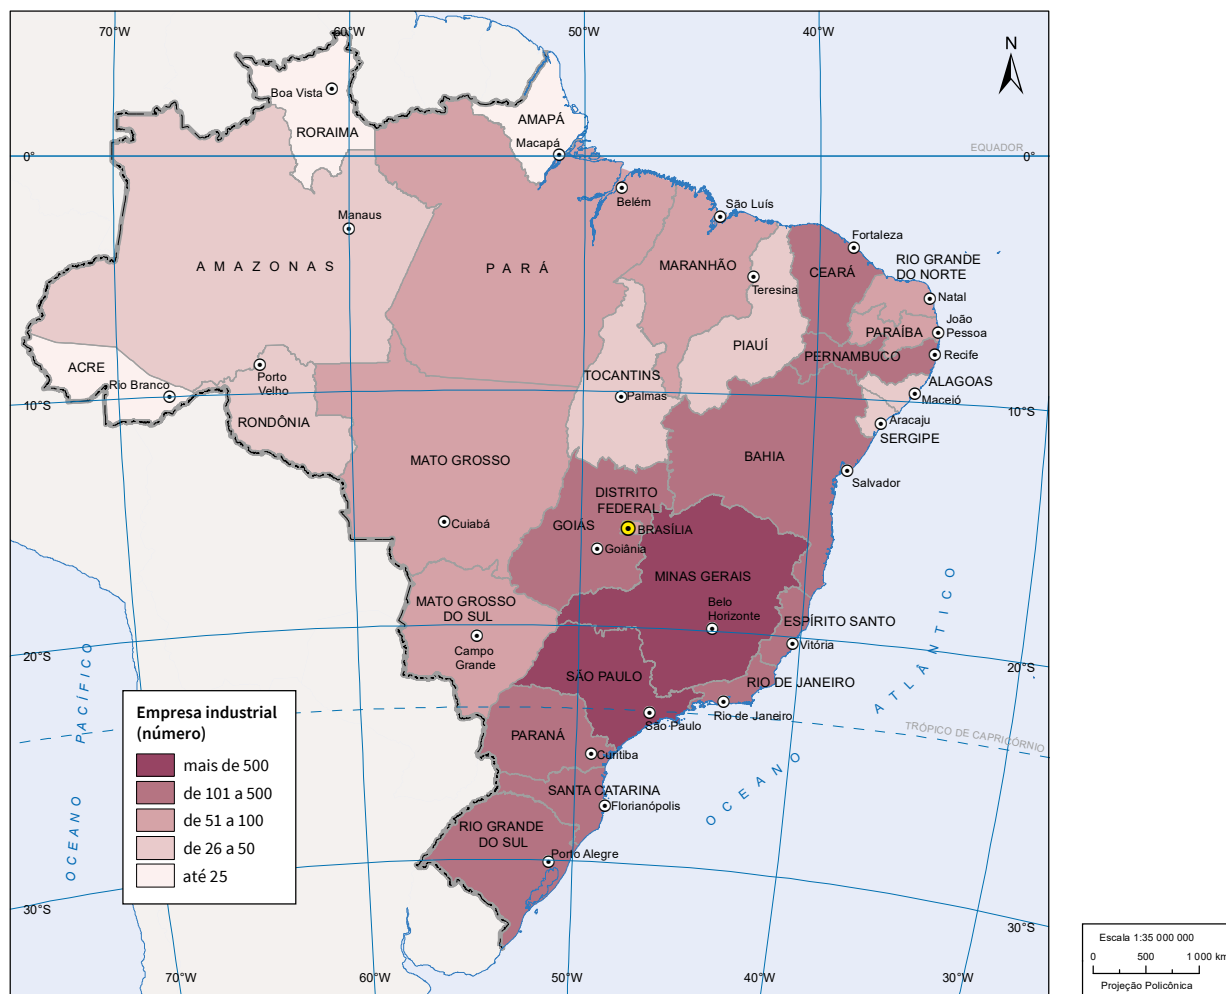 70°W
60°W
50°W
40°W
N
Boa Vista
RORAIMA
AMAPÁ
Macapá
EQUADOR
0°
0°
Belém
São Luís
Manaus
Fortaleza
AMAZONAS
PARÁ
MARANHÃO
Teresina
CEARÁ
RIO GRANDE
DO NORTE
Natal
João
Pessoa
PARAÍBA
PIAUÍ
PERNAMBUCO
Recife
ACRE
Rio Branco
Porto
Velho
TOCANTINS
Palmas
ALAGOAS
Maceió
10°S
10°S
RONDÔNIA
Aracaju
SERGIPE
MATO GROSSO
BAHIA
Salvador
DISTRITO
FEDERAL
GOIÁS
BRASÍLIA
Cuiabá
Goiânia
MINAS GERAIS
MATO GROSSO
DO SUL
Belo
Horizonte
ESPÍRITO SANTO
Vitória
Campo
Grande
20°S
20°S
SÃO PAULO
RIO DE JANEIRO
Rio de Janeiro
São Paulo
TRÓPICO DE CAPRICÓRNIO
PARANÁ
Curitiba
SANTA CATARINA
Florianópolis
RIO GRANDE
DO SUL
Porto Alegre
OCEANO PACÍFICO
OCEANO ATLÂNTICO
Empresa industrial
(número)
mais de 500
de 101 a 500
de 51 a 100
de 26 a 50
até 25
30°S
30°S
70°W
60°W
50°W
40°W
30°W
Escala 1:35 000 000
0 500 1 000 km
Projeção Policônica